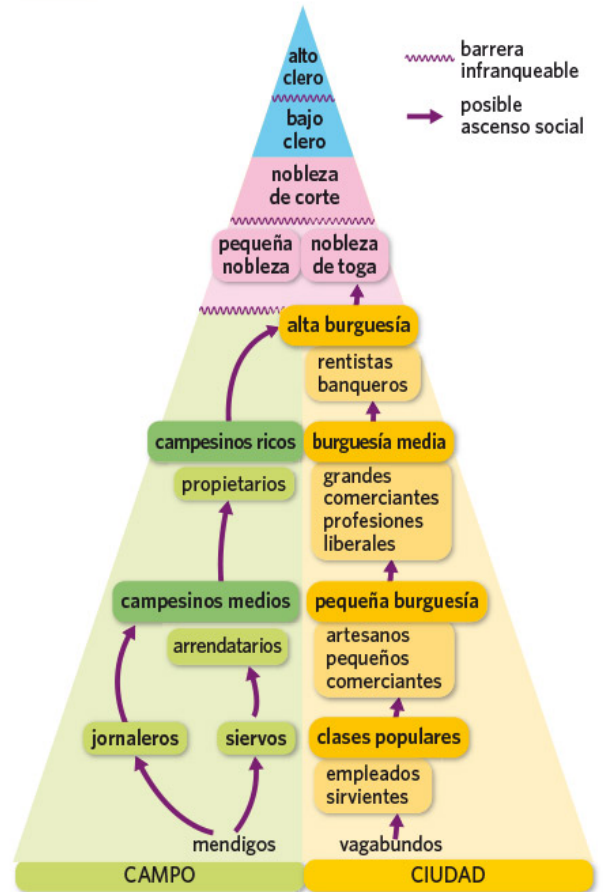 alto
clero
bajo
clero
barrera
infranqueable
posible
ascenso social
nobleza
de corte
pequeña
nobleza
nobleza
de toga
alta burguesía
rentistas
banqueros
campesinos ricos
propietarios
burguesía media
grandes
comerciantes
profesiones
liberales
campesinos medios
arrendatarios
pequeña burguesía
artesanos
pequeños
comerciantes
jornaleros
siervos
clases populares
empleados
sirvientes
mendigos
vagabundos
CAMPO
CIUDAD